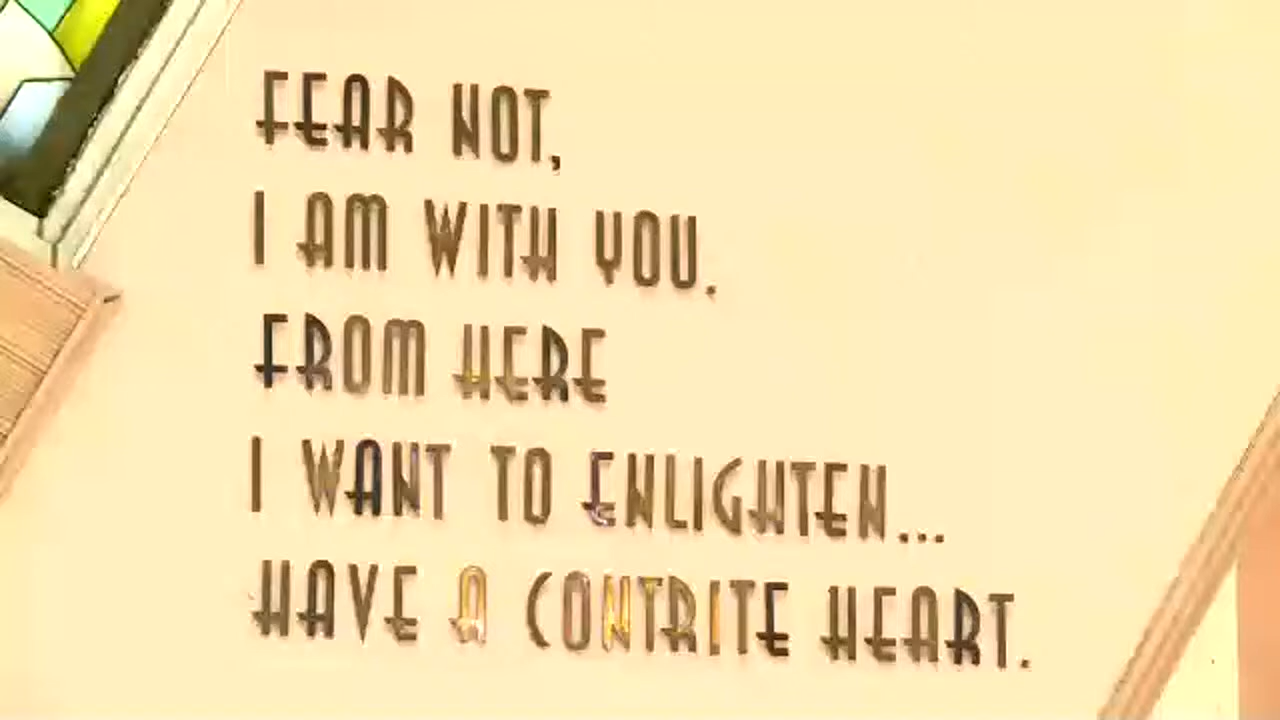 FEAR NOT,
I AM WITH YOU.
FROM HERE
I WANT TO ENLIGHTEN...
HAVE A CONTRITE HEART.